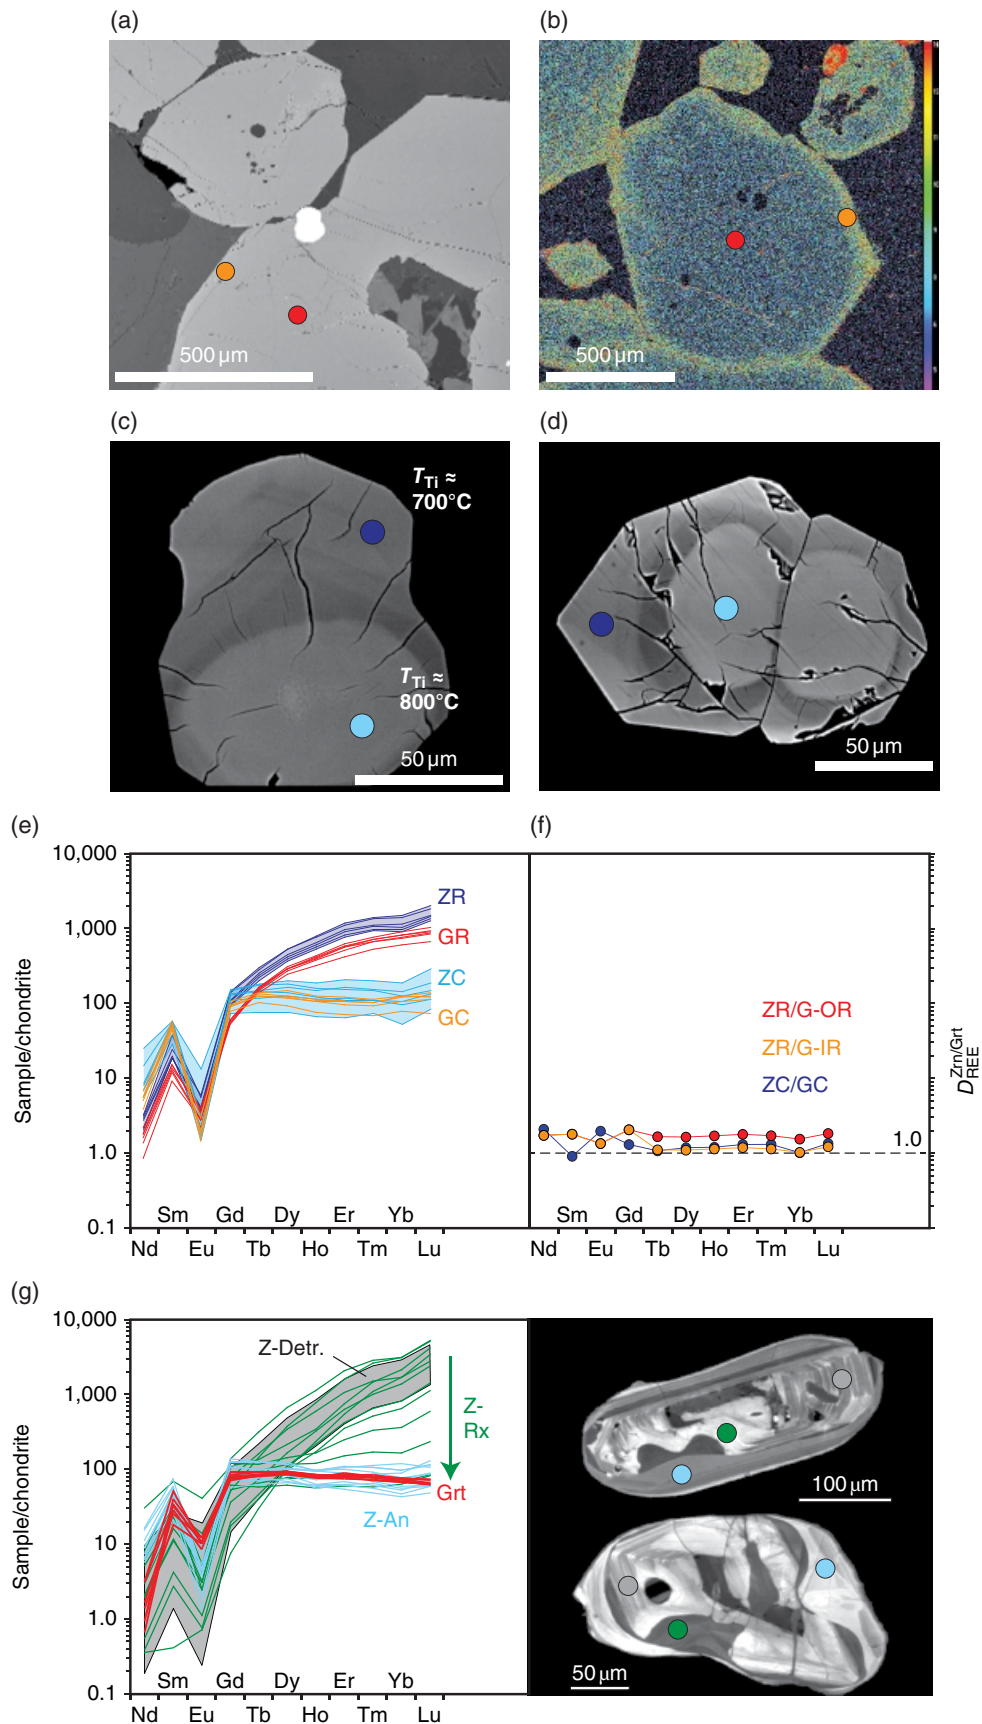 (a)
(b)
500 µm
500 µm
(c)
(d)
T_Ti ≈
700°C
T_Ti ≈
800°C
50 µm
50 µm
(e)
(f)
10,000
1,000
100
10
1.0
0.1
Sample/chondrite
ZR
GR
ZC
GC
ZR/G-OR
ZR/G-IR
ZC/GC
1.0
D_REE^Zrn/Grt
Sm Gd Dy Er Yb
Nd Eu Tb Ho Tm Lu
Sm Gd Dy Er Yb
Nd Eu Tb Ho Tm Lu
(g)
10,000
1,000
100
10
1.0
0.1
Sample/chondrite
Z-Detr.
Z-
Rx
Grt
Z-An
Sm Gd Dy Er Yb
Nd Eu Tb Ho Tm Lu
100 µm
50 µm